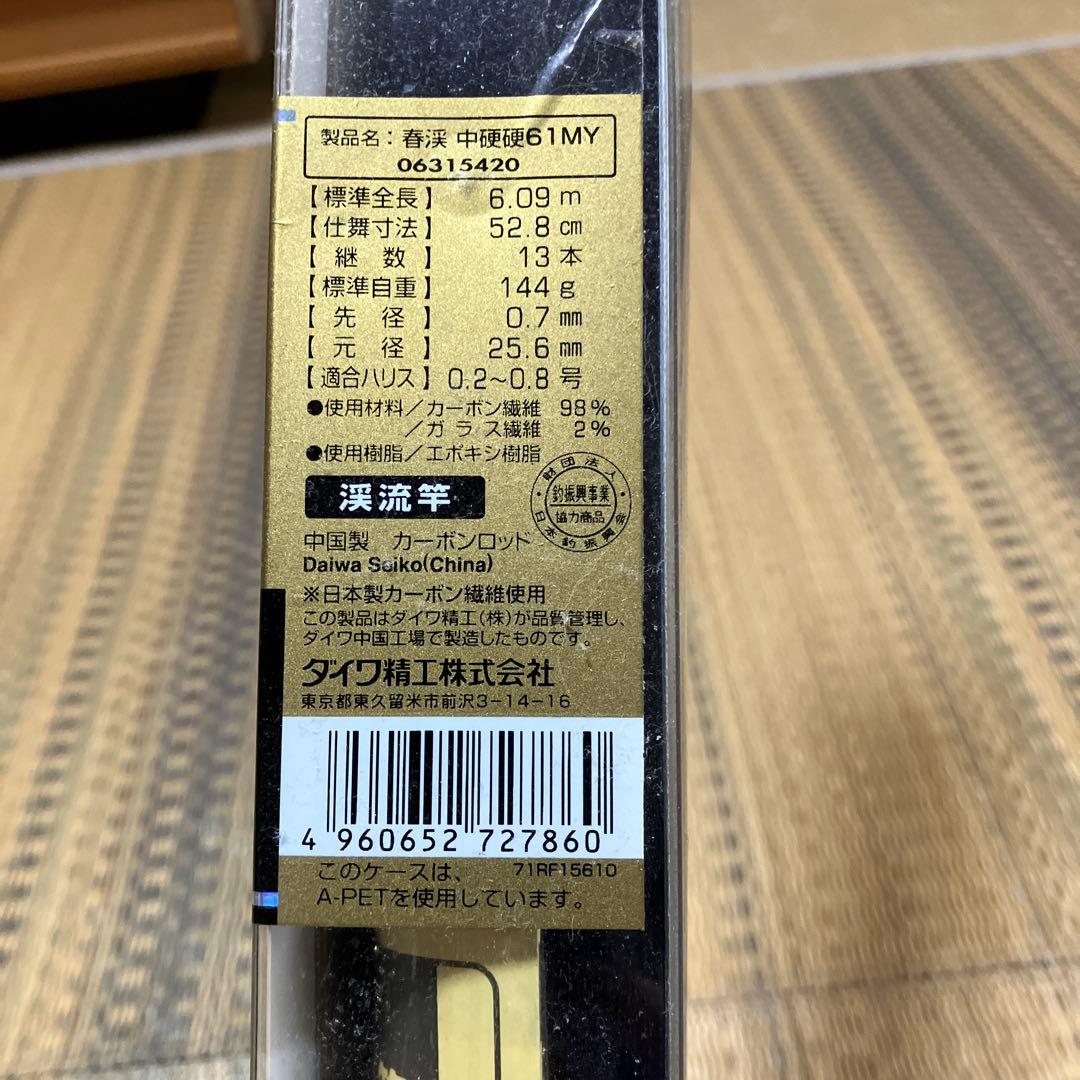 製品名：春渓 中硬硬61MY
06315420
【標準全長】 6.09 m
【仕舞寸法】 52.8 cm
【継数】 13 本
【標準自重】 144 g
【先径】 0.7 mm
【元径】 25.6 mm
【適合ハリス】 0.2〜0.8 号
●使用材料／カーボン繊維 98%
／ガラス繊維 2%
●使用樹脂／エポキシ樹脂
財団法人
釣振興事業
協力商品
日本釣振興会
渓流竿
中国製 カーボンロッド
Daiwa Seiko(China)
※日本製カーボン繊維使用
この製品はダイワ精工(株)が品質管理し、
ダイワ中国工場で製造したものです。
ダイワ精工株式会社
東京都東久留米市前沢3-14-16
4 960652 727860
このケースは、 71RF15610
A-PETを使用しています。